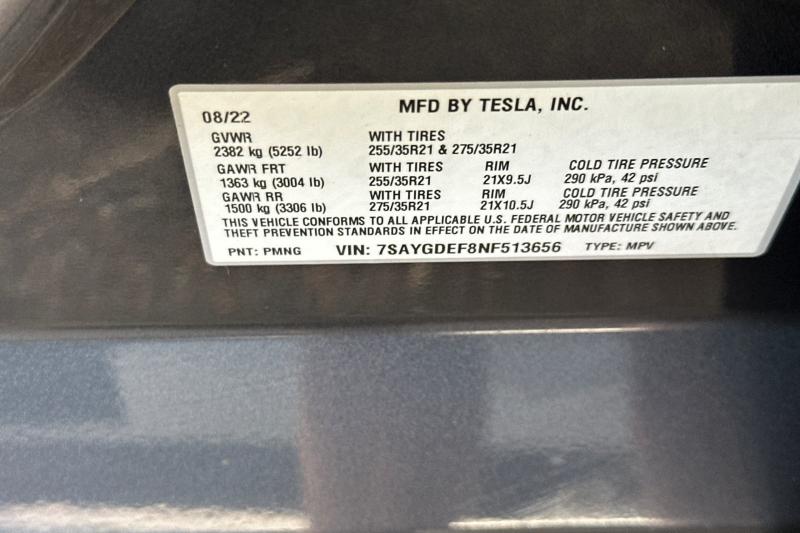 08/22 MFD BY TESLA, INC.
GVWR WITH TIRES
2382 kg (5252 lb) 255/35R21 & 275/35R21
GAWR FRT WITH TIRES RIM COLD TIRE PRESSURE
1363 kg (3004 lb) 255/35R21 21X9.5J 290 kPa, 42 psi
GAWR RR WITH TIRES RIM COLD TIRE PRESSURE
1500 kg (3306 lb) 275/35R21 21X10.5J 290 kPa, 42 psi
THIS VEHICLE CONFORMS TO ALL APPLICABLE U.S. FEDERAL MOTOR VEHICLE SAFETY AND
THEFT PREVENTION STANDARDS IN EFFECT ON THE DATE OF MANUFACTURE SHOWN ABOVE.
PNT: PMNG VIN: 7SAYGDEF8NF513656 TYPE: MPV